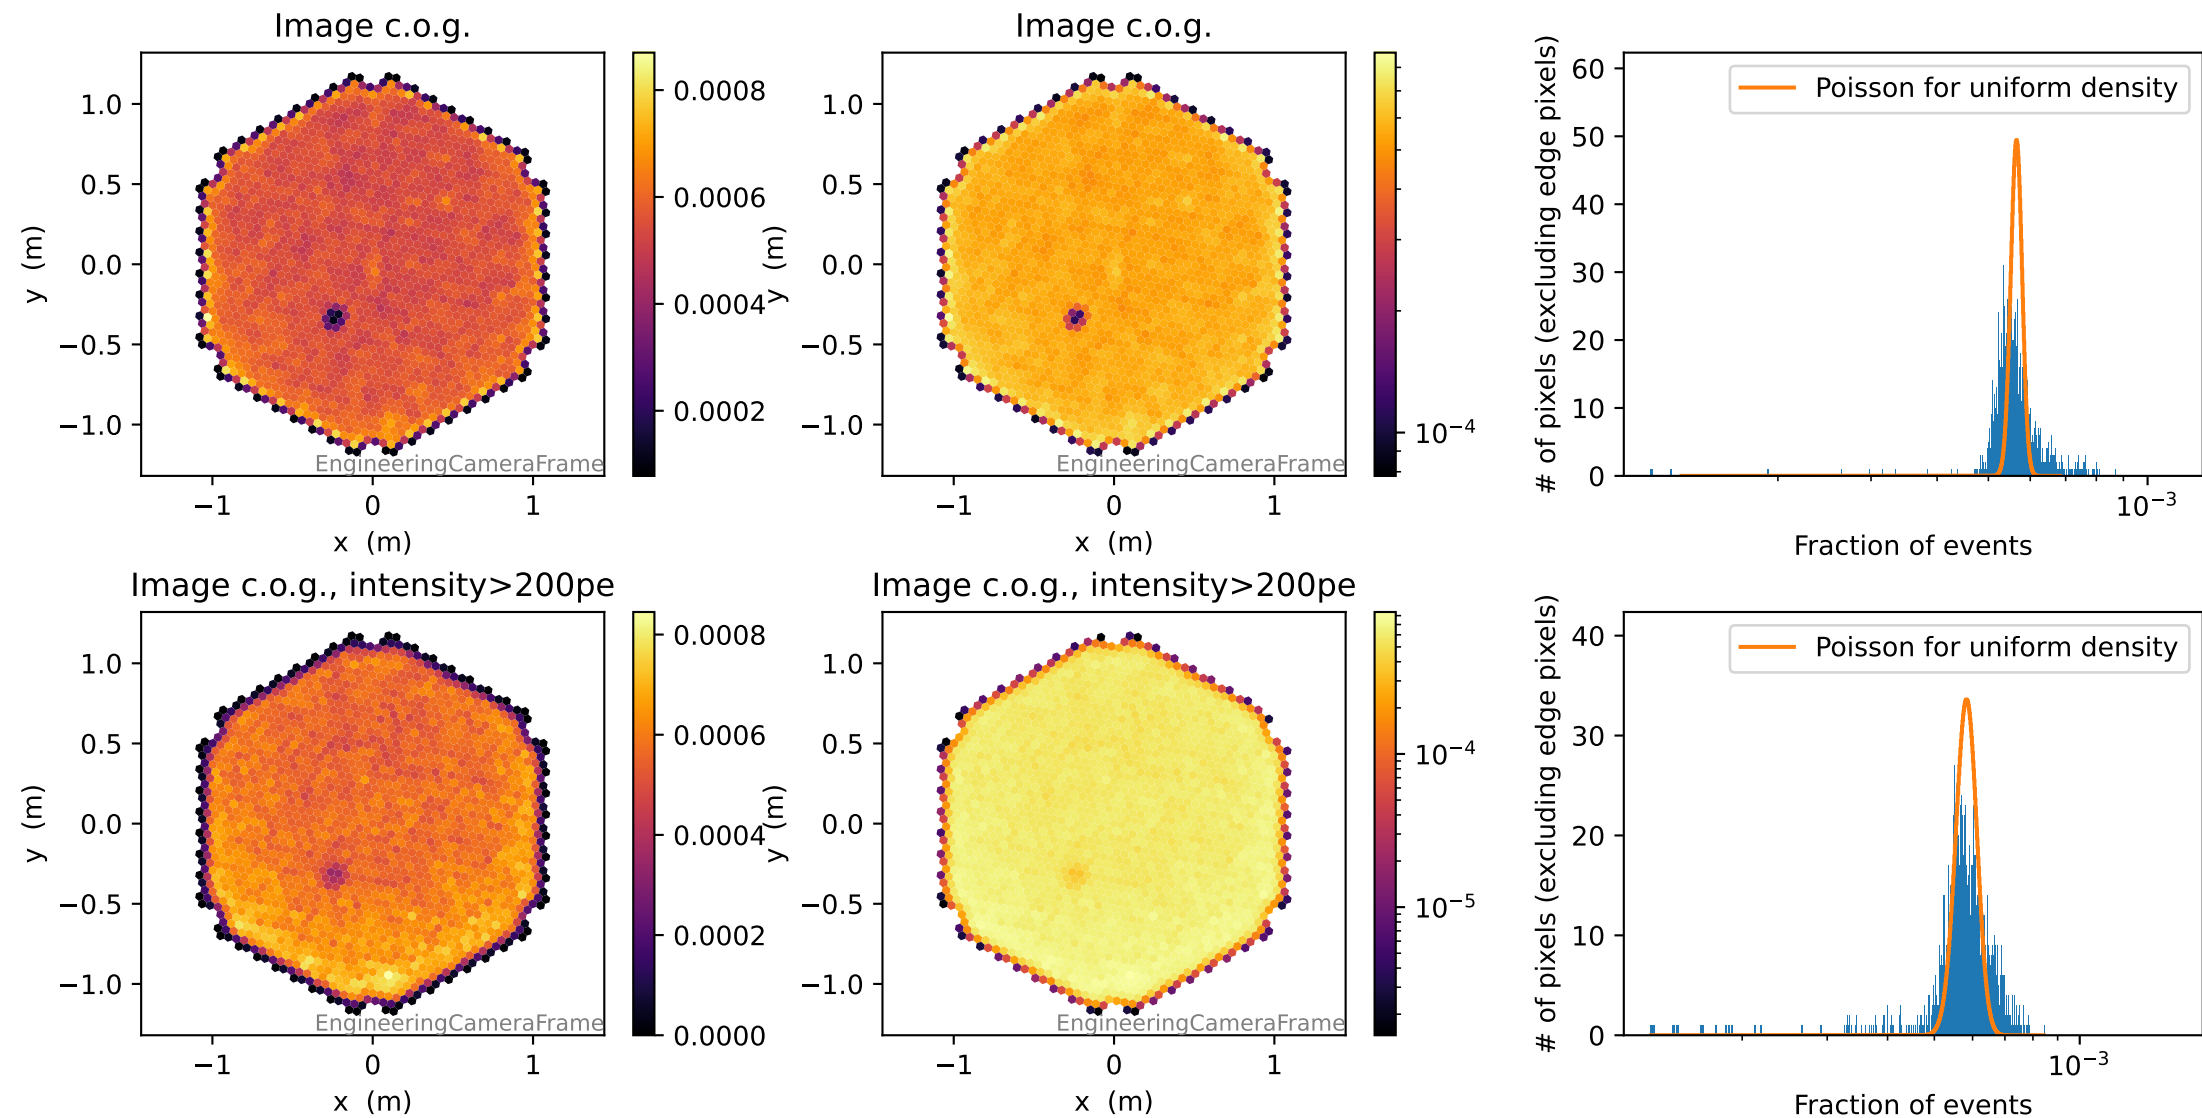 Image c.o.g.
1.0
0.5
0.0
−0.5
−1.0
y (m)
−1
0
1
x (m)
EngineeringCameraFrame
0.0008
0.0006
0.0004
0.0002
Image c.o.g.
1.0
0.5
0.0
−0.5
−1.0
y (m)
−1
0
1
x (m)
EngineeringCameraFrame
10−4
Poisson for uniform density
60
50
40
30
20
10
0
# of pixels (excluding edge pixels)
10−3
Fraction of events
Image c.o.g., intensity>200pe
1.0
0.5
0.0
−0.5
−1.0
y (m)
−1
0
1
x (m)
EngineeringCameraFrame
0.0008
0.0006
0.0004
0.0002
0.0000
Image c.o.g., intensity>200pe
1.0
0.5
0.0
−0.5
−1.0
y (m)
−1
0
1
x (m)
EngineeringCameraFrame
10−4
10−5
Poisson for uniform density
40
30
20
10
0
# of pixels (excluding edge pixels)
10−3
Fraction of events